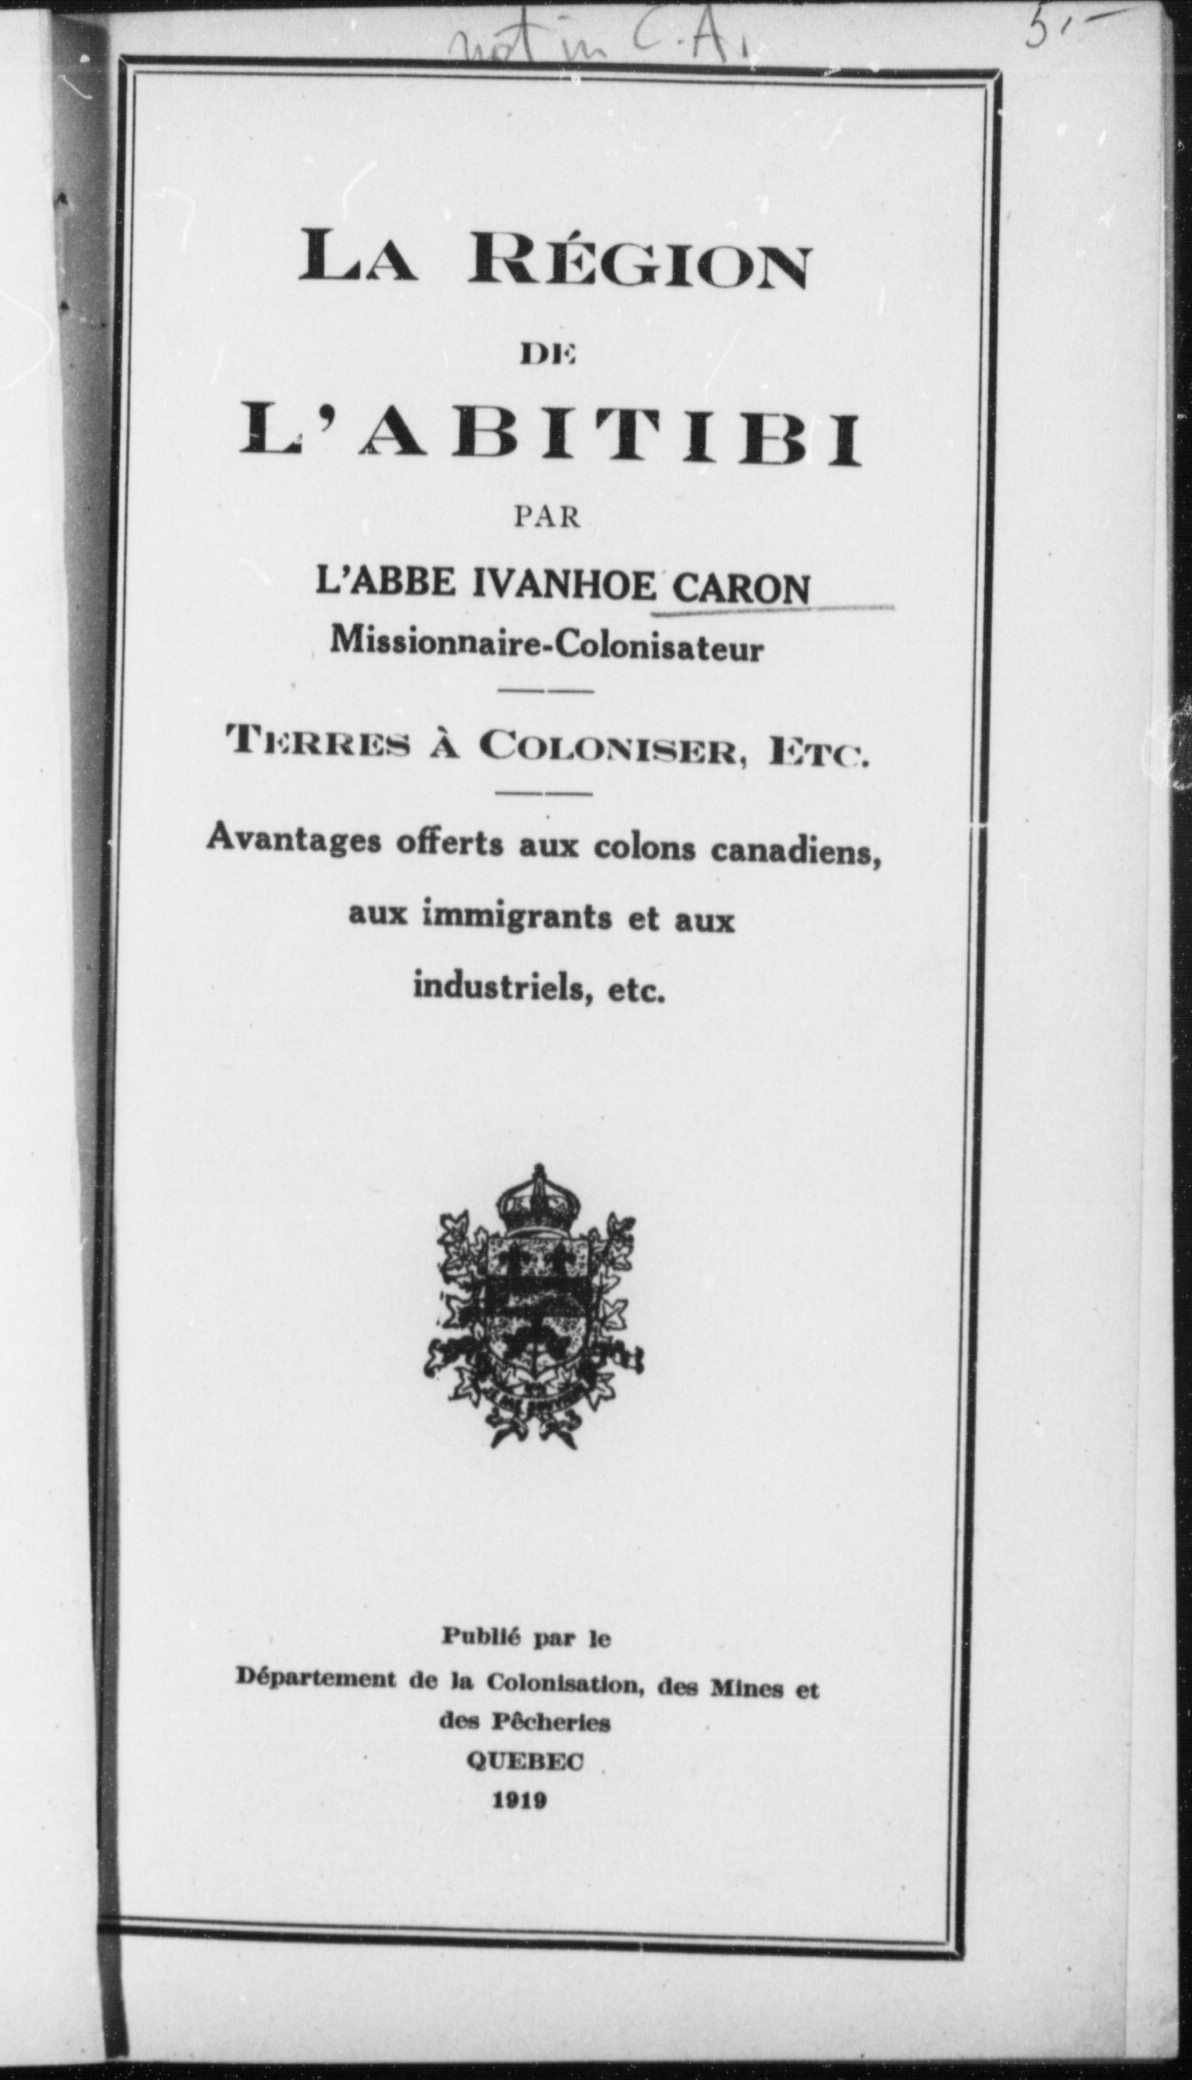 not in C.A. 5.-
LA RÉGION
DE
L'ABITIBI
PAR
L'ABBE IVANHOE CARON
Missionnaire-Colonisateur
TERRES À COLONISER, ETC.
Avantages offerts aux colons canadiens,
aux immigrants et aux
industriels, etc.
Publié par le
Département de la Colonisation, des Mines et
des Pêcheries
QUEBEC
1919